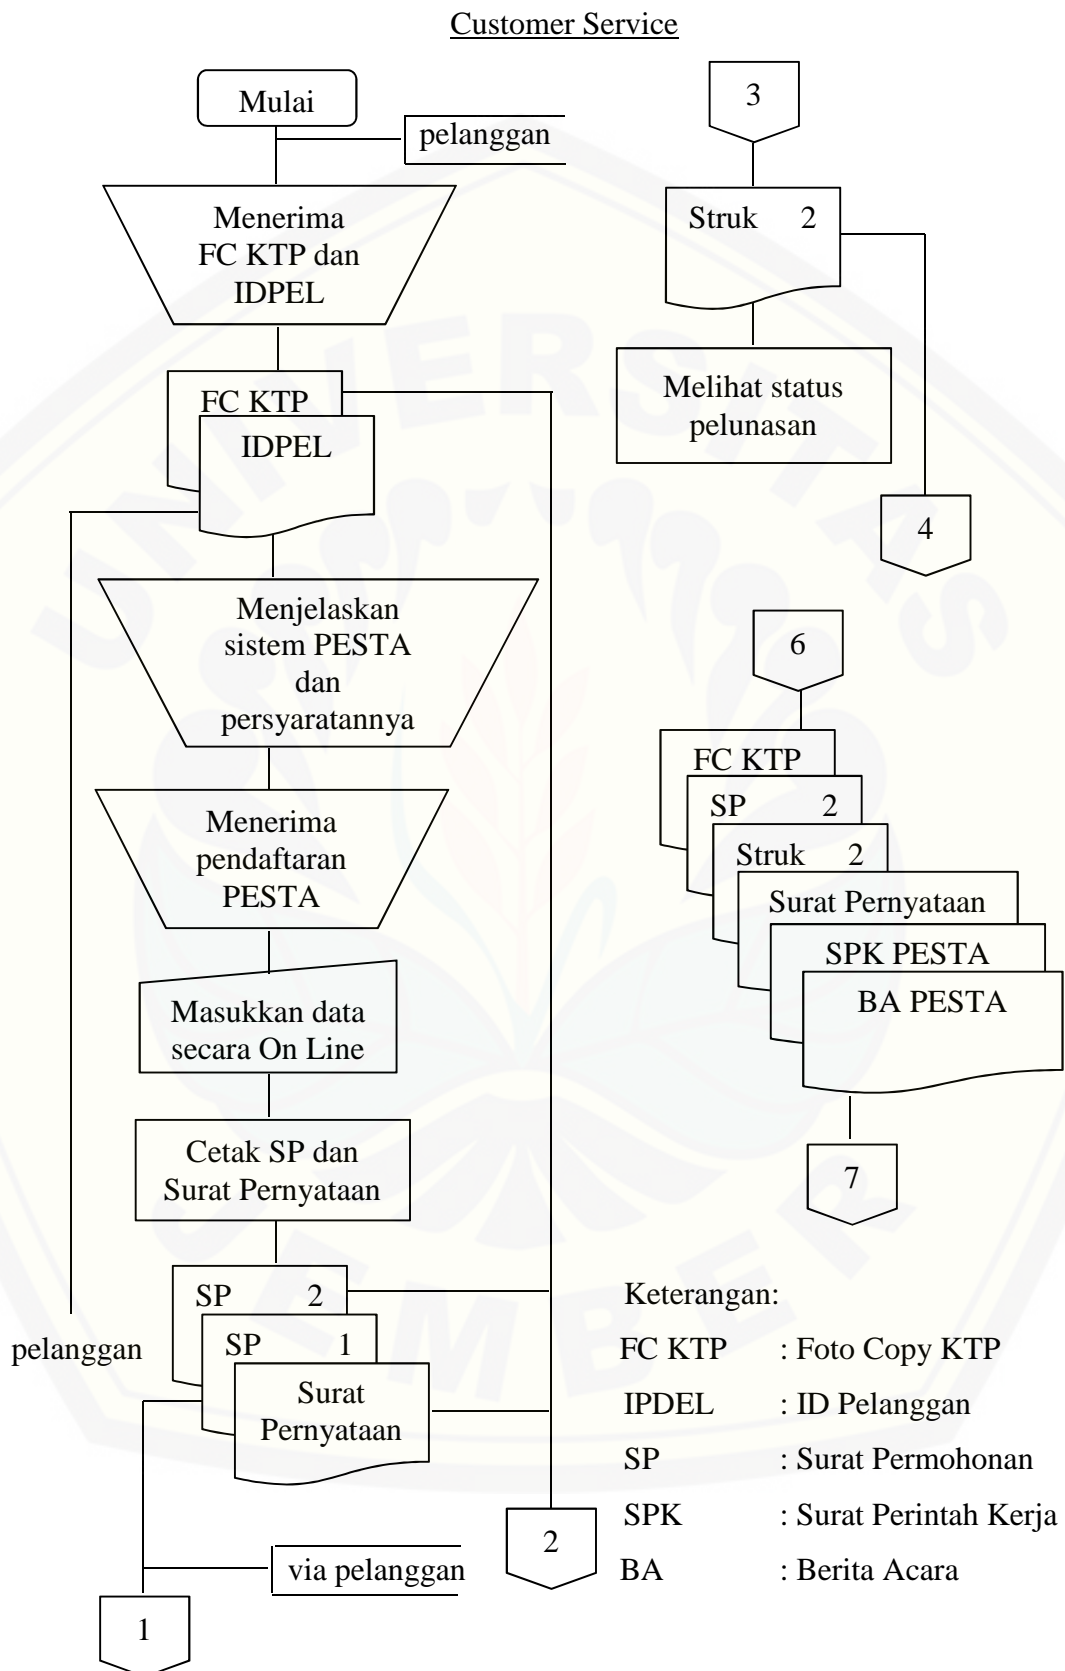 Customer Service
Mulai
pelanggan
Menerima
FC KTP dan
IDPEL
FC KTP
IDPEL
Menjelaskan
sistem PESTA
dan
persyaratannya
Menerima
pendaftaran
PESTA
Masukkan data
secara On Line
Cetak SP dan
Surat Pernyataan
SP 2
SP 1
Surat
Pernyataan
pelanggan
via pelanggan
1
2
3
Struk 2
Melihat status
pelunasan
4
6
FC KTP
SP 2
Struk 2
Surat Pernyataan
SPK PESTA
BA PESTA
7
Keterangan:
FC KTP : Foto Copy KTP
IPDEL : ID Pelanggan
SP : Surat Permohonan
SPK : Surat Perintah Kerja
BA : Berita Acara
UNIVERSITAS
JEMBER